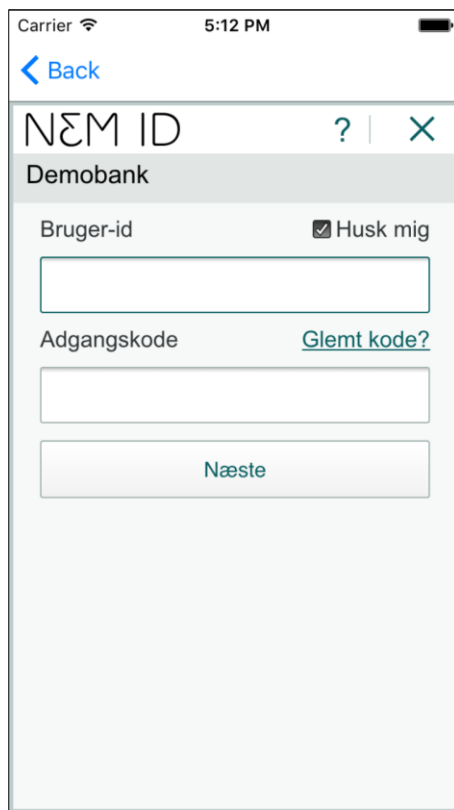 Carrier 5:12 PM
Back
NEM ID ?
Demobank
Bruger-id Husk mig
Adgangskode Glemt kode?
Næste